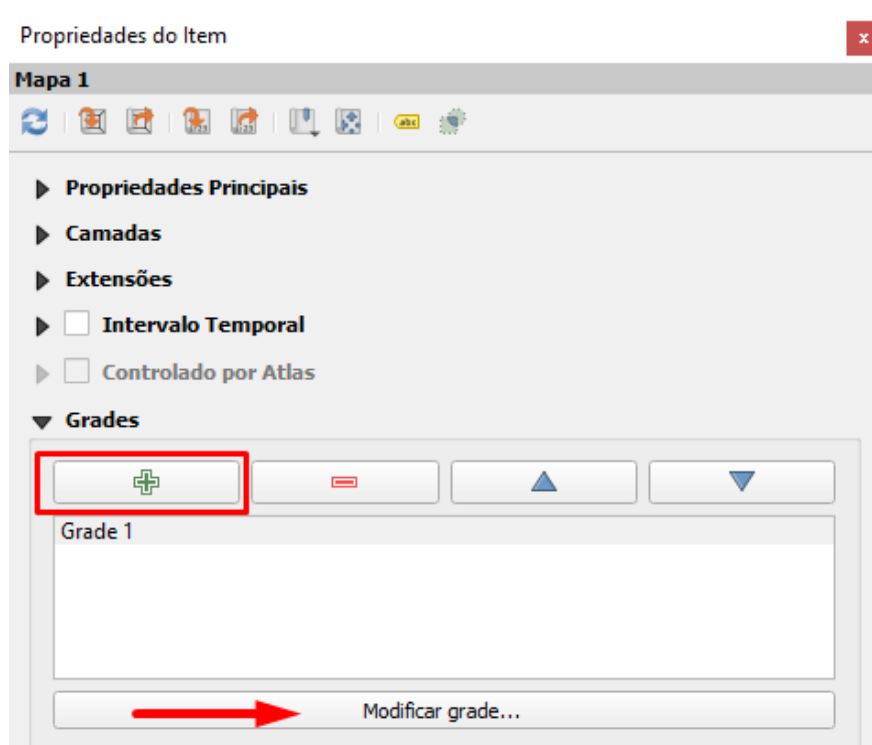 Propriedades do Item
x
Mapa 1
abc
Propriedades Principais
Camadas
Extensões
Intervalo Temporal
Controlado por Atlas
Grades
Grade 1
Modificar grade...